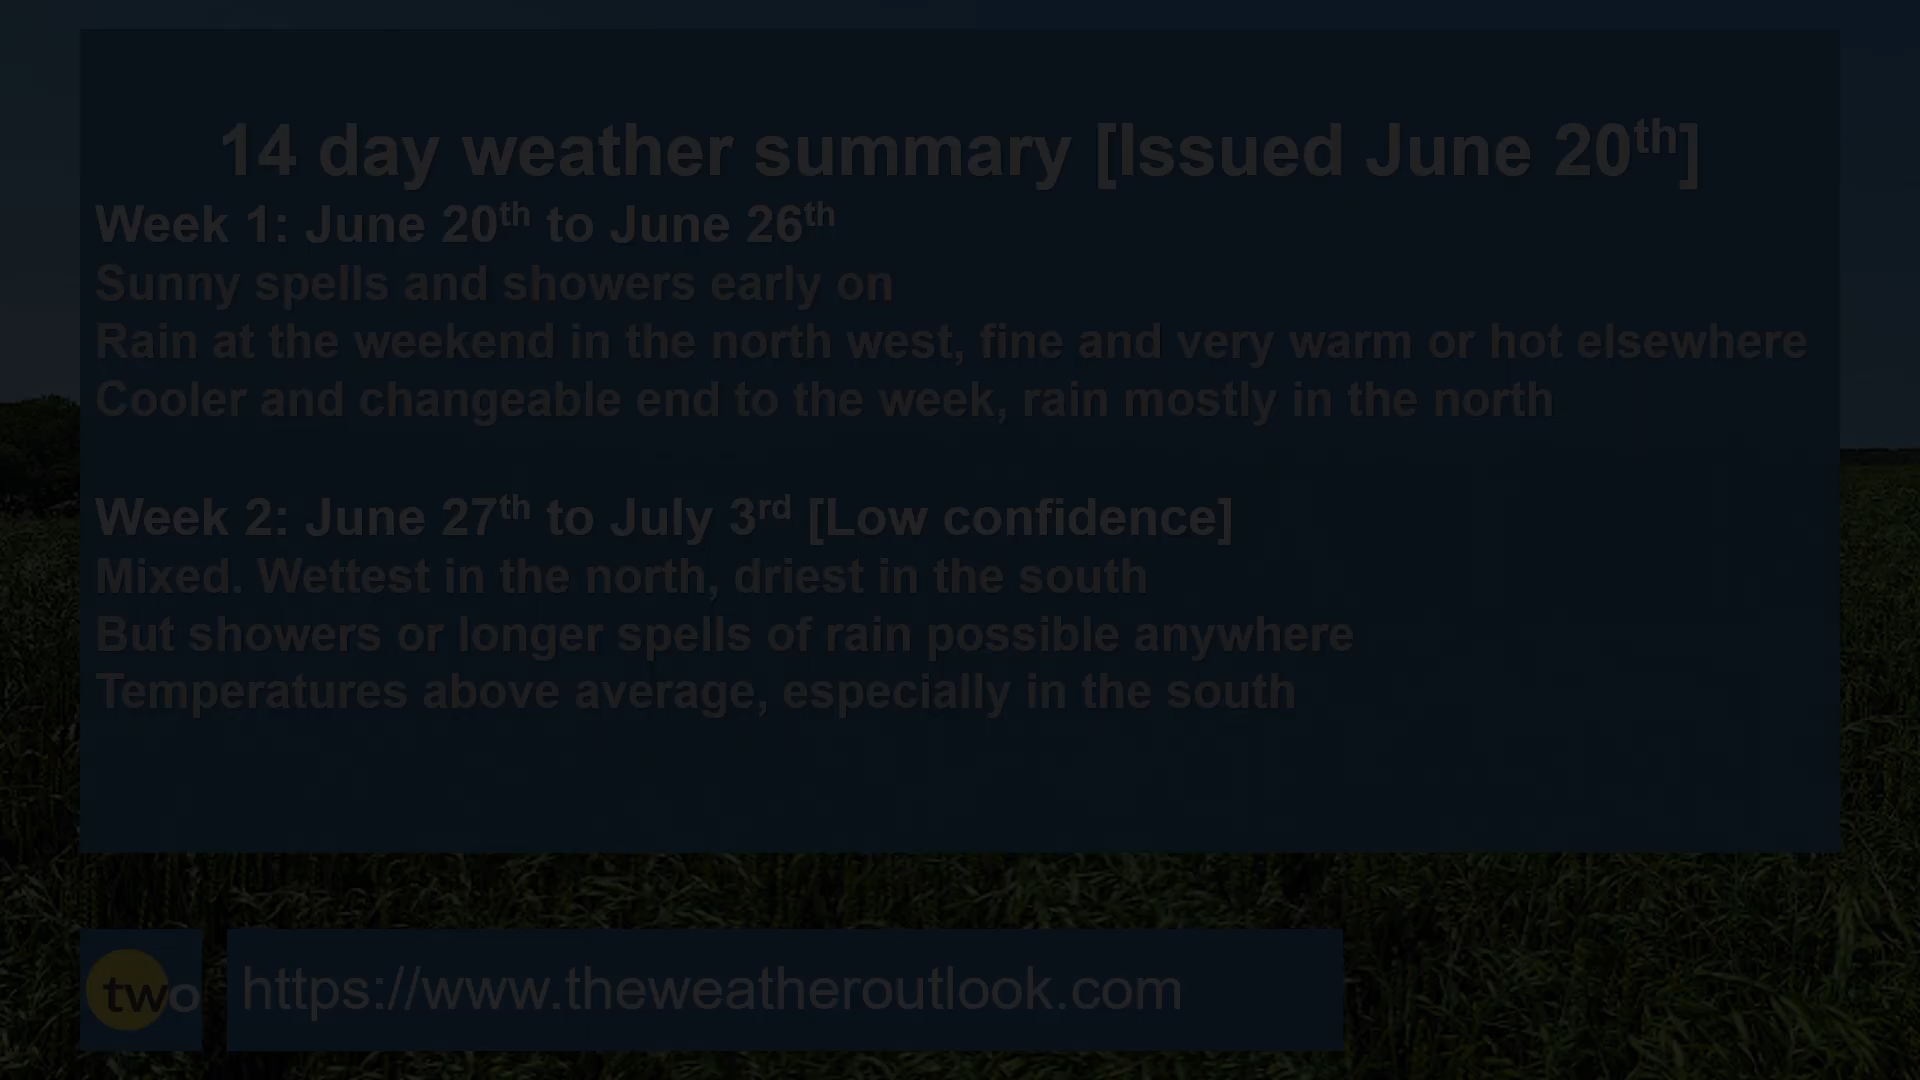 14 day weather summary [Issued June 20th]
Week 1: June 20th to June 26th
Sunny spells and showers early on
Rain at the weekend in the north west, fine and very warm or hot elsewhere
Cooler and changeable end to the week, rain mostly in the north
Week 2: June 27th to July 3rd [Low confidence]
Mixed. Wettest in the north, driest in the south
But showers or longer spells of rain possible anywhere
Temperatures above average, especially in the south
two
https://www.theweatheroutlook.com